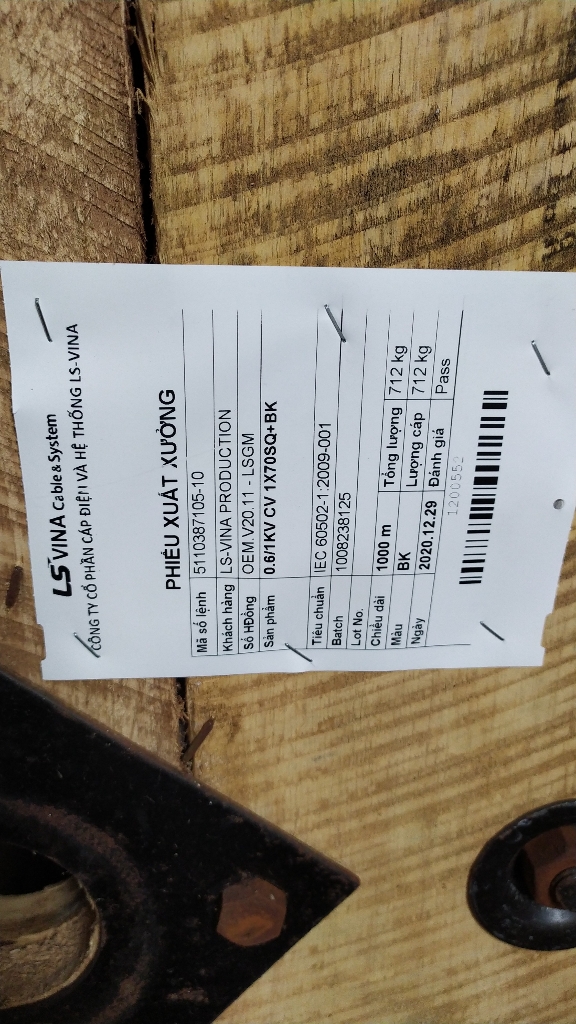 LS VINA Cable & System
CÔNG TY CỔ PHẦN CÁP ĐIỆN VÀ HỆ THỐNG LS-VINA
PHIẾU XUẤT XƯỞNG
Mã số lệnh 5110387105-10
Khách hàng LS-VINA PRODUCTION
Số HĐồng OEM.V20.11 - LSGM
Sản phẩm 0.6/1KV CV 1X70SQ+BK
Tiêu chuẩn IEC 60502-1:2009-001
Batch 1008238125
Lot No.
Chiều dài 1000 m Tổng lượng 712 kg
Màu BK Lượng cáp 712 kg
Ngày 2020.12.29 Đánh giá Pass
1200552